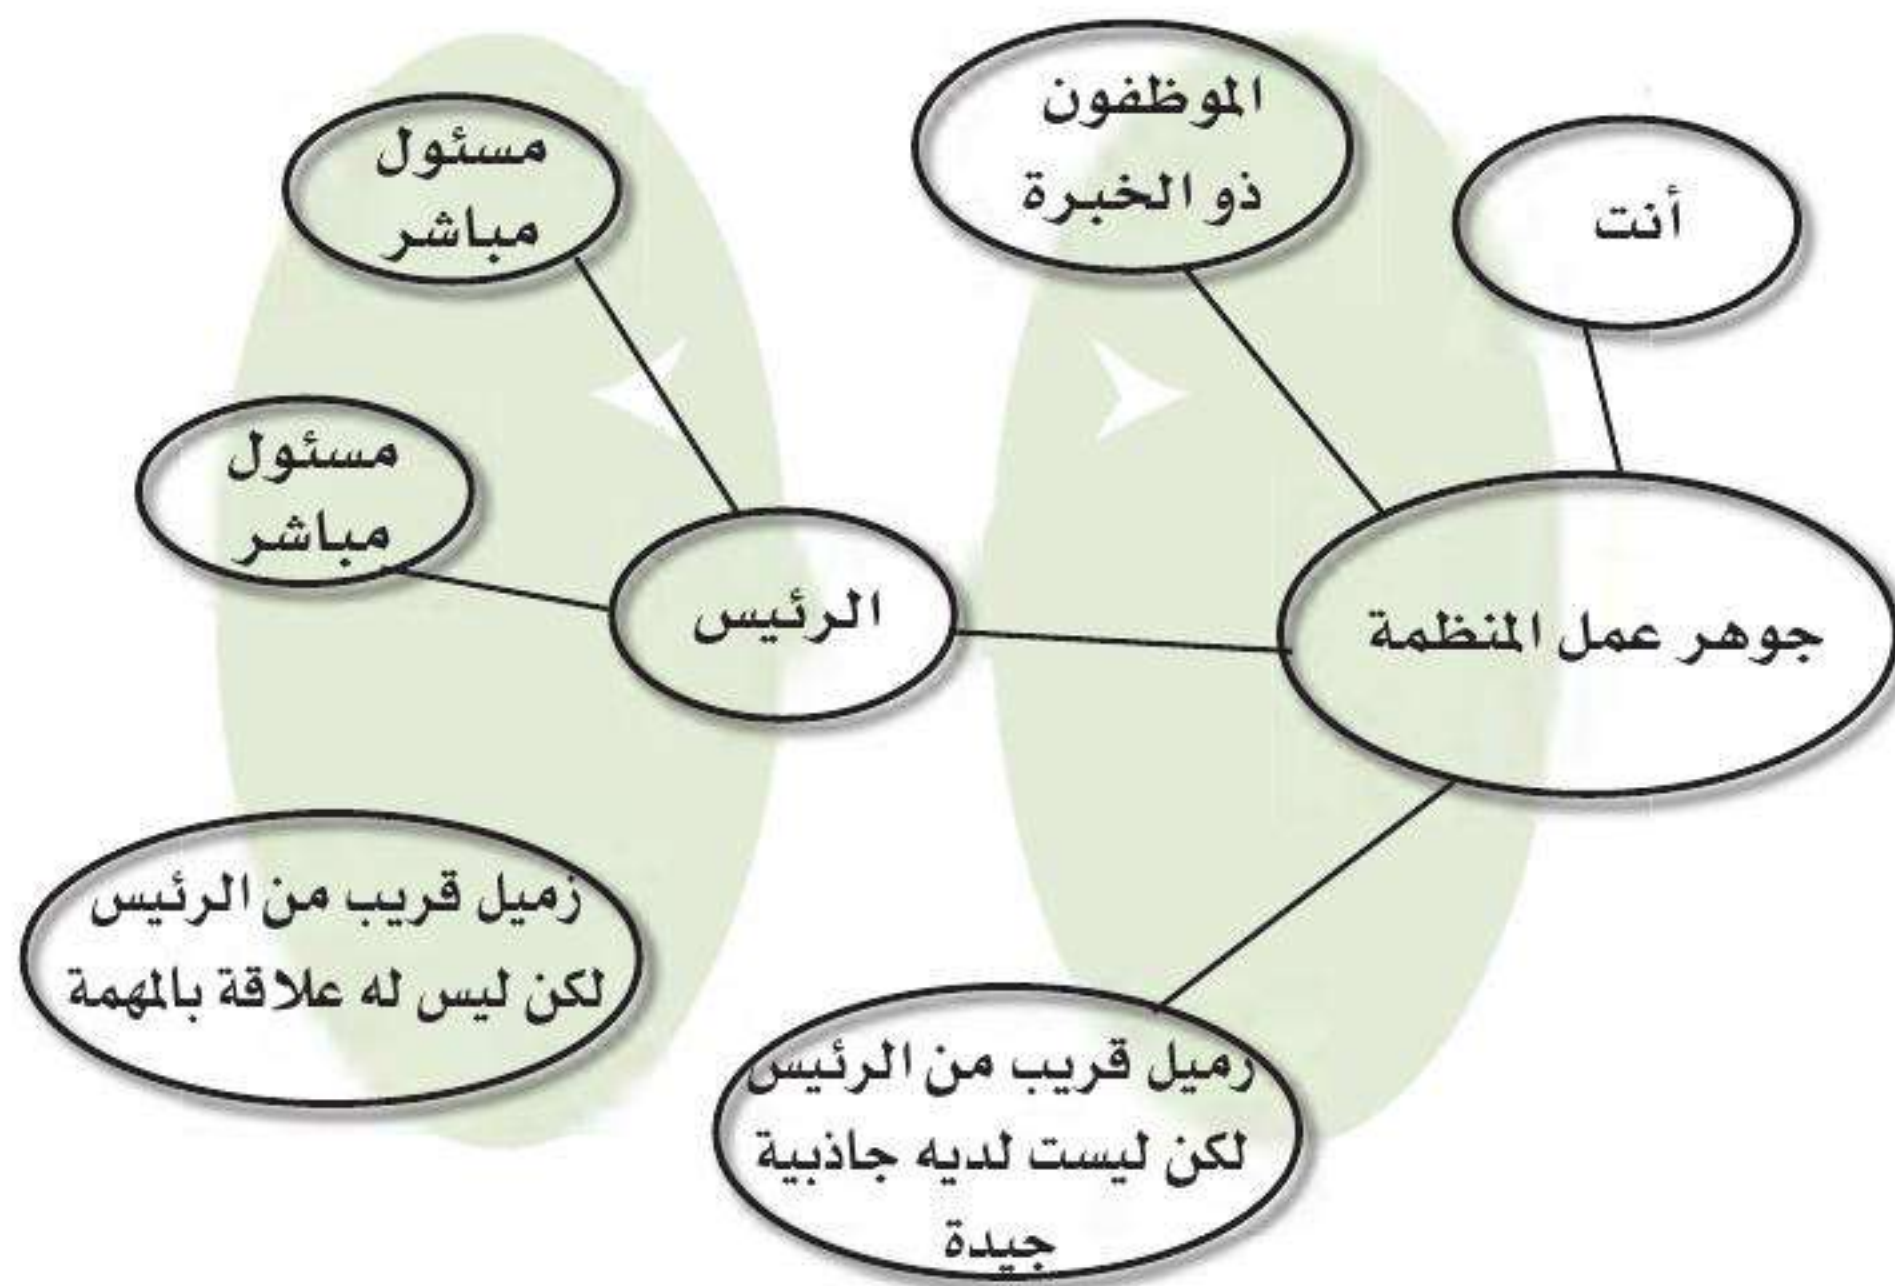 الموظفون
ذو الخبرة
أنت
مسئول
مباشر
مسئول
مباشر
الرئيس
جوهر عمل المنظمة
زميل قريب من الرئيس
لكن ليس له علاقة بالمهمة
رميل قريب من الرئيس
لكن ليست لديه جاذبية
جيدة